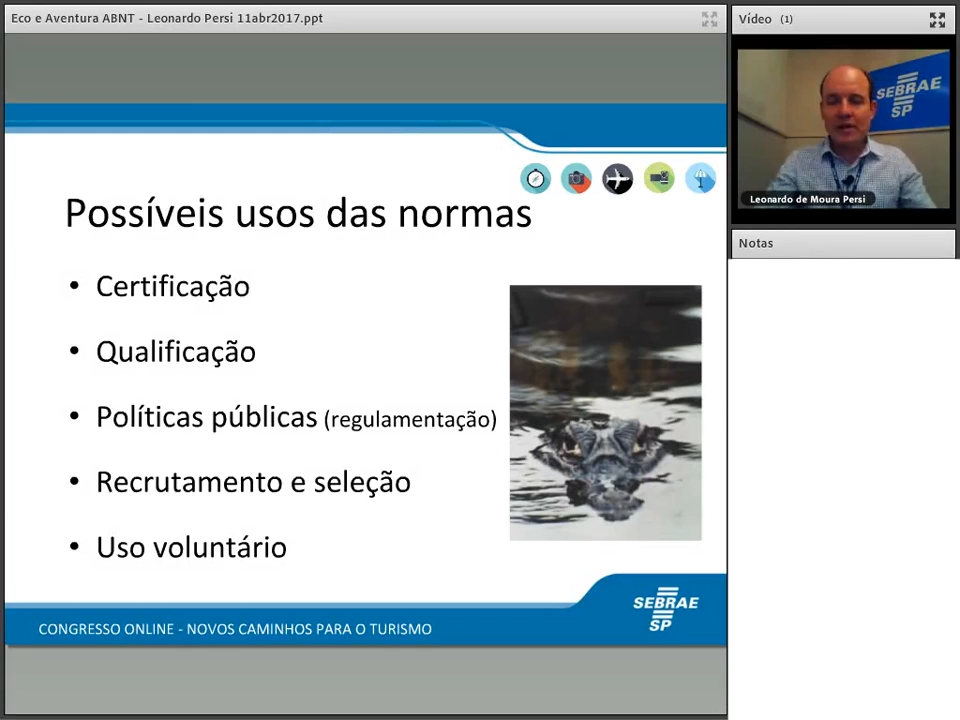 Eco e Aventura ABNT - Leonardo Persi 11abr2017.ppt
Possíveis usos das normas
• Certificação
• Qualificação
• Políticas públicas (regulamentação)
• Recrutamento e seleção
• Uso voluntário
SEBRAE
SP
CONGRESSO ONLINE - NOVOS CAMINHOS PARA O TURISMO
Vídeo (1)
SEBRAE
SP
Leonardo de Moura Persi
Notas